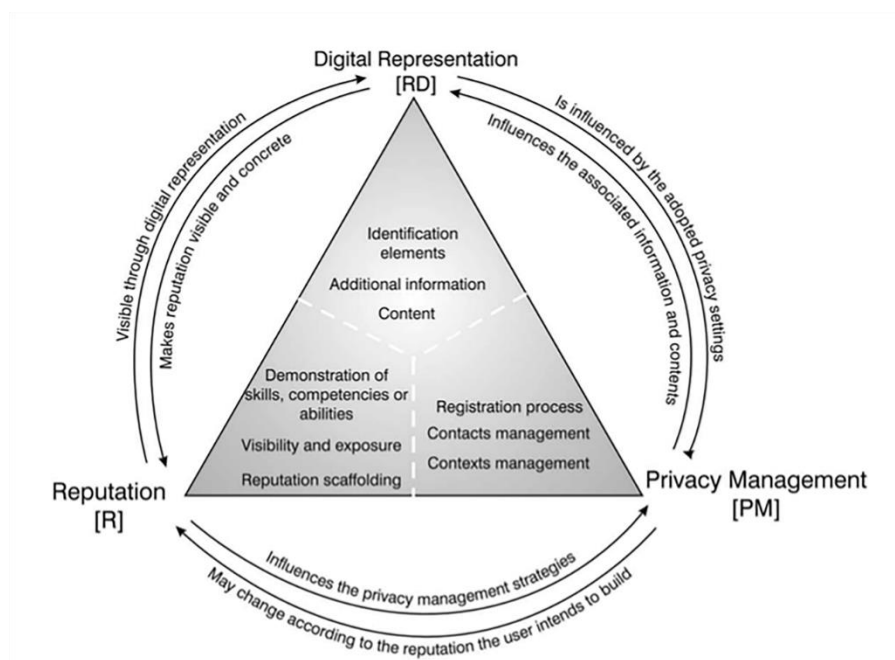 Digital Representation
[RD]
Is influenced by the adopted privacy settings
Influences the associated information and contents
Visible through digital representation
Makes reputation visible and concrete
Identification
elements
Additional information
Content
Demonstration of
skills, competencies or
abilities
Visibility and exposure
Reputation scaffolding
Registration process
Contacts management
Contexts management
Reputation
[R]
Privacy Management
[PM]
Influences the privacy management strategies
May change according to the reputation the user intends to build